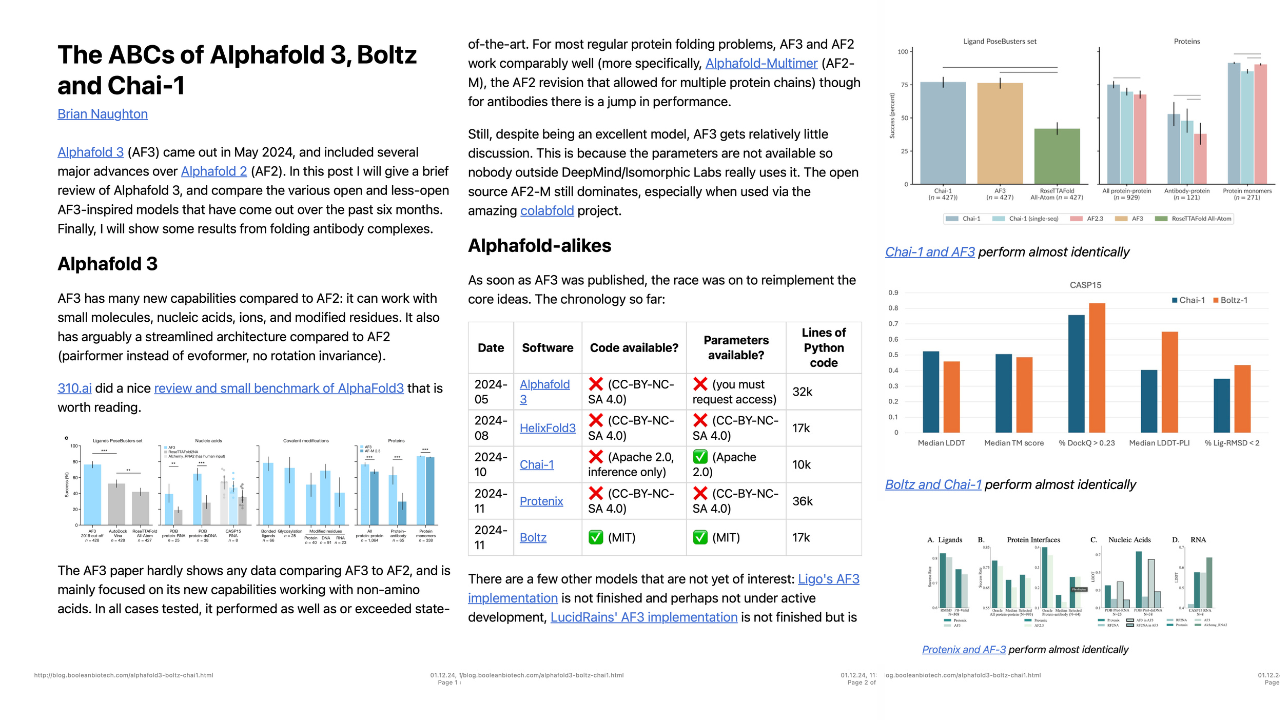 The ABCs of Alphafold 3, Boltz
and Chai-1
Brian Naughton
Alphafold 3 (AF3) came out in May 2024, and included several
major advances over Alphafold 2 (AF2). In this post I will give a brief
review of Alphafold 3, and compare the various open and less-open
AF3-inspired models that have come out over the past six months.
Finally, I will show some results from folding antibody complexes.
Alphafold 3
AF3 has many new capabilities compared to AF2: it can work with
small molecules, nucleic acids, ions, and modified residues. It also
has arguably a streamlined architecture compared to AF2
(pairformer instead of evoformer, no rotation invariance).
310.ai did a nice review and small benchmark of AlphaFold3 that is
worth reading.
Ligands PoseBusters set
Nucleic acids
Covalent modifications
Proteins
The AF3 paper hardly shows any data comparing AF3 to AF2, and is
mainly focused on its new capabilities working with non-amino
acids. In all cases tested, it performed as well as or exceeded state-
http://blog.booleanbiotech.com/alphafold3-boltz-chai1.html
01.12.24, 1
Page 1
of-the-art. For most regular protein folding problems, AF3 and AF2
work comparably well (more specifically, Alphafold-Multimer (AF2-
M), the AF2 revision that allowed for multiple protein chains) though
for antibodies there is a jump in performance.
Still, despite being an excellent model, AF3 gets relatively little
discussion. This is because the parameters are not available so
nobody outside DeepMind/Isomorphic Labs really uses it. The open
source AF2-M still dominates, especially when used via the
amazing colabfold project.
Alphafold-alikes
As soon as AF3 was published, the race was on to reimplement the
core ideas. The chronology so far:
Date Software Code available? Parameters available? Lines of Python code
2024-05 Alphafold 3 ❌ (CC-BY-NC-SA 4.0) ❌ (you must request access) 32k
2024-08 HelixFold3 ❌ (CC-BY-NC-SA 4.0) ❌ (CC-BY-NC-SA 4.0) 17k
2024-10 Chai-1 ❌ (Apache 2.0, inference only) ✅ (Apache 2.0) 10k
2024-11 Protenix ❌ (CC-BY-NC-SA 4.0) ❌ (CC-BY-NC-SA 4.0) 36k
2024-11 Boltz ✅ (MIT) ✅ (MIT) 17k
There are a few other models that are not yet of interest: Ligo's AF3
implementation is not finished and perhaps not under active
development, LucidRains' AF3 implementation is not finished but is
/blog.booleanbiotech.com/alphafold3-boltz-chai1.html
01.12.24, 11
Page 2 of
Ligand PoseBusters set
Proteins
Success (percent)
100
75
50
25
0
Chai-1 (n = 427))
AF3 (n = 427)
RoseTTAFold All-Atom (n = 427)
All protein-protein (n = 929)
Antibody-protein (n = 121)
Protein monomers (n = 271)
Chai-1 Chai-1 (single-seq) AF2.3 AF3 RoseTTAFold All-Atom
Chai-1 and AF3 perform almost identically
CASP15
Chai-1 Boltz-1
0.9
0.8
0.7
0.6
0.5
0.4
0.3
0.2
0.1
0
Median LDDT
Median TM score
% DockQ > 0.23
Median LDDT-PLI
% Lig-RMSD < 2
Boltz and Chai-1 perform almost identically
A. Ligands
B. Protein Interfaces
C. Nucleic Acids
D. RNA
Protenix and AF-3 perform almost identically
og.booleanbiotech.com/alphafold3-boltz-chai1.html
01.12.24
Page